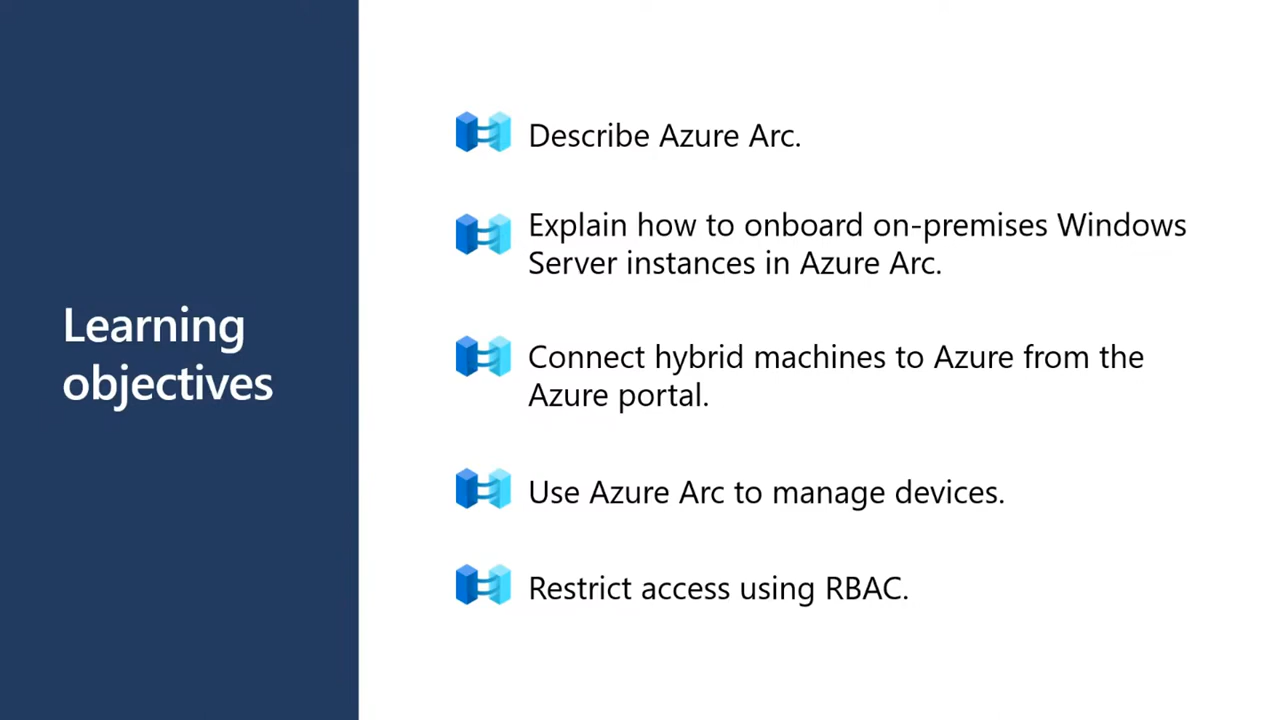 Learning
objectives
Describe Azure Arc.
Explain how to onboard on-premises Windows
Server instances in Azure Arc.
Connect hybrid machines to Azure from the
Azure portal.
Use Azure Arc to manage devices.
Restrict access using RBAC.